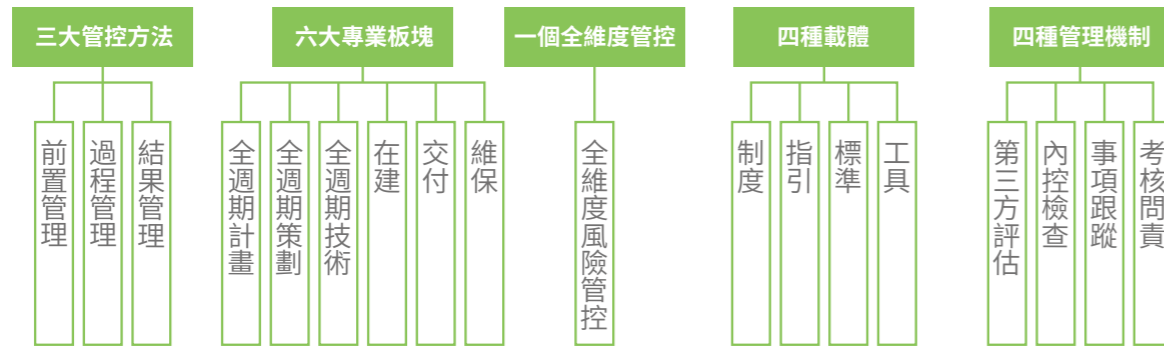 三大管控方法
前置管理
過程管理
結果管理
六大專業板塊
全週期計畫
全週期策劃
全週期技術
在建
交付
維保
一個全維度管控
全維度風險管控
四種載體
制度
指引
標準
工具
四種管理機制
第三方評估
內控檢查
事項跟蹤
考核問責